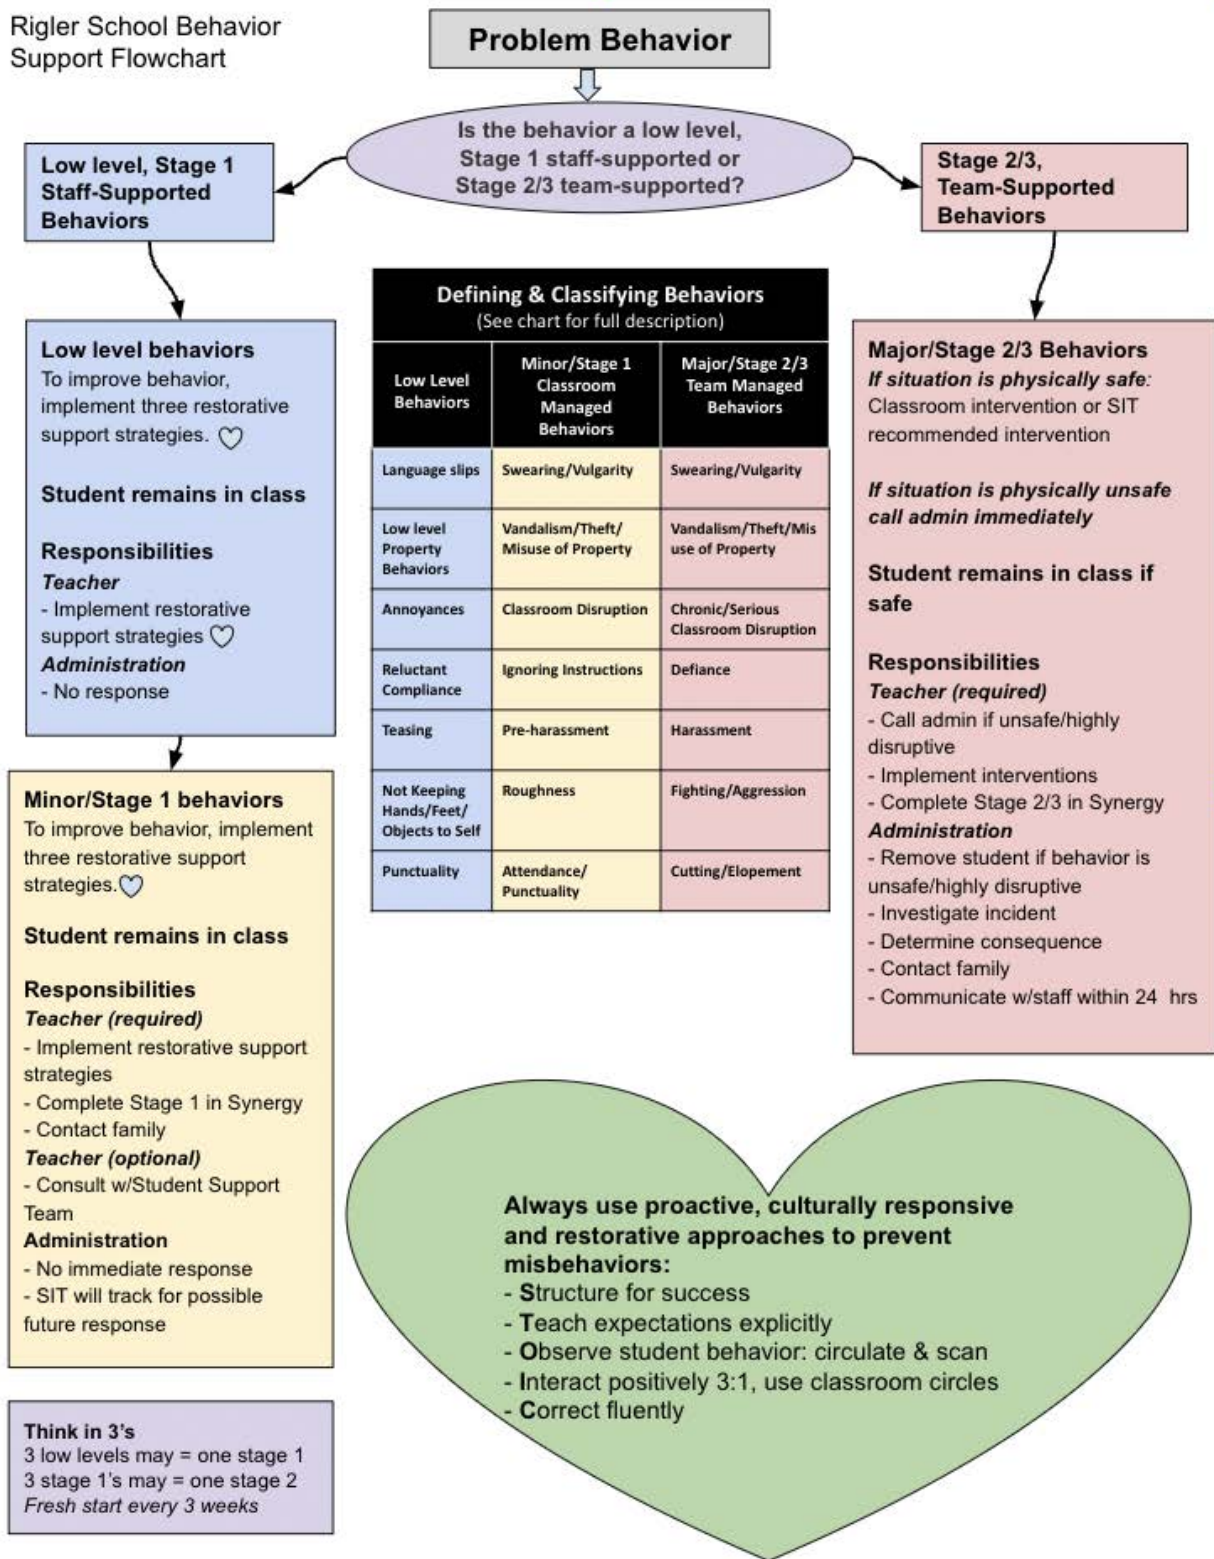 Rigler School Behavior
Support Flowchart
Problem Behavior
Is the behavior a low level,
Stage 1 staff-supported or
Stage 2/3 team-supported?
Low level, Stage 1
Staff-Supported
Behaviors
Stage 2/3,
Team-Supported
Behaviors
Low level behaviors
To improve behavior,
implement three restorative
support strategies.
Student remains in class
Responsibilities
Teacher
- Implement restorative
support strategies
Administration
- No response
Minor/Stage 1 behaviors
To improve behavior, implement
three restorative support
strategies.
Student remains in class
Responsibilities
Teacher (required)
- Implement restorative support
strategies
- Complete Stage 1 in Synergy
- Contact family
Teacher (optional)
- Consult w/Student Support
Team
Administration
- No immediate response
- SIT will track for possible
future response
Think in 3's
3 low levels may = one stage 1
3 stage 1's may = one stage 2
Fresh start every 3 weeks
Defining & Classifying Behaviors
(See chart for full description)
Low Level
Behaviors
Minor/Stage 1
Classroom
Managed
Behaviors
Major/Stage 2/3
Team Managed
Behaviors
Language slips
Swearing/Vulgarity
Swearing/Vulgarity
Low level
Property
Behaviors
Vandalism/Theft/
Misuse of Property
Vandalism/Theft/Mis
use of Property
Annoyances
Classroom Disruption
Chronic/Serious
Classroom Disruption
Reluctant
Compliance
Ignoring Instructions
Defiance
Teasing
Pre-harassment
Harassment
Not Keeping
Hands/Feet/
Objects to Self
Roughness
Fighting/Aggression
Punctuality
Attendance/
Punctuality
Cutting/Elopement
Major/Stage 2/3 Behaviors
If situation is physically safe:
Classroom intervention or SIT
recommended intervention
If situation is physically unsafe
call admin immediately
Student remains in class if
safe
Responsibilities
Teacher (required)
- Call admin if unsafe/highly
disruptive
- Implement interventions
- Complete Stage 2/3 in Synergy
Administration
- Remove student if behavior is
unsafe/highly disruptive
- Investigate incident
- Determine consequence
- Contact family
- Communicate w/staff within 24 hrs
Always use proactive, culturally responsive
and restorative approaches to prevent
misbehaviors:
- Structure for success
- Teach expectations explicitly
- Observe student behavior: circulate & scan
- Interact positively 3:1, use classroom circles
- Correct fluently